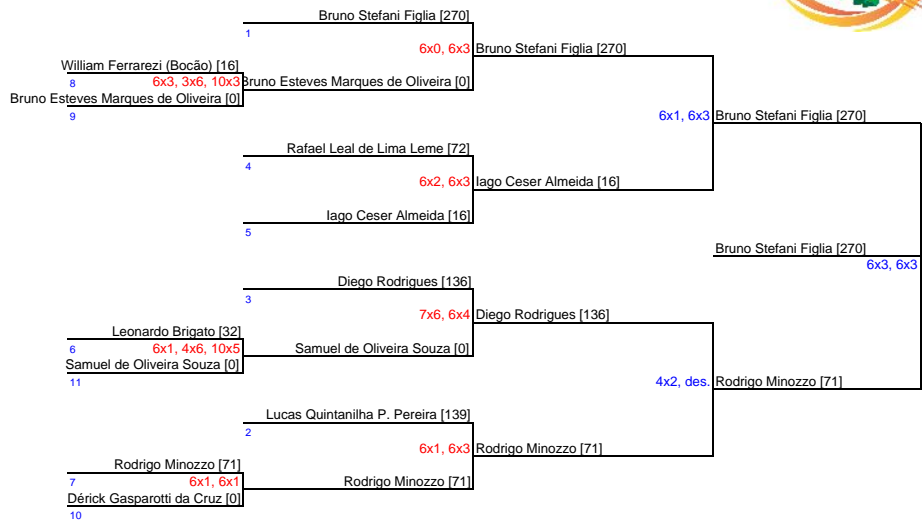 Bruno Stefani Figlia [270]
1
6x0, 6x3 Bruno Stefani Figlia [270]
William Ferrarezi (Bocão) [16]
8 6x3, 3x6, 10x3 Bruno Esteves Marques de Oliveira [0]
Bruno Esteves Marques de Oliveira [0]
9
6x1, 6x3 Bruno Stefani Figlia [270]
Rafael Leal de Lima Leme [72]
4
6x2, 6x3 Iago Ceser Almeida [16]
Iago Ceser Almeida [16]
5
Bruno Stefani Figlia [270]
6x3, 6x3
Diego Rodrigues [136]
3
7x6, 6x4 Diego Rodrigues [136]
Leonardo Brigato [32]
6 6x1, 4x6, 10x5 Samuel de Oliveira Souza [0]
Samuel de Oliveira Souza [0]
11
4x2, des. Rodrigo Minozzo [71]
Lucas Quintanilha P. Pereira [139]
2
6x1, 6x3 Rodrigo Minozzo [71]
Rodrigo Minozzo [71]
7 6x1, 6x1 Rodrigo Minozzo [71]
Dérick Gasparotti da Cruz [0]
10